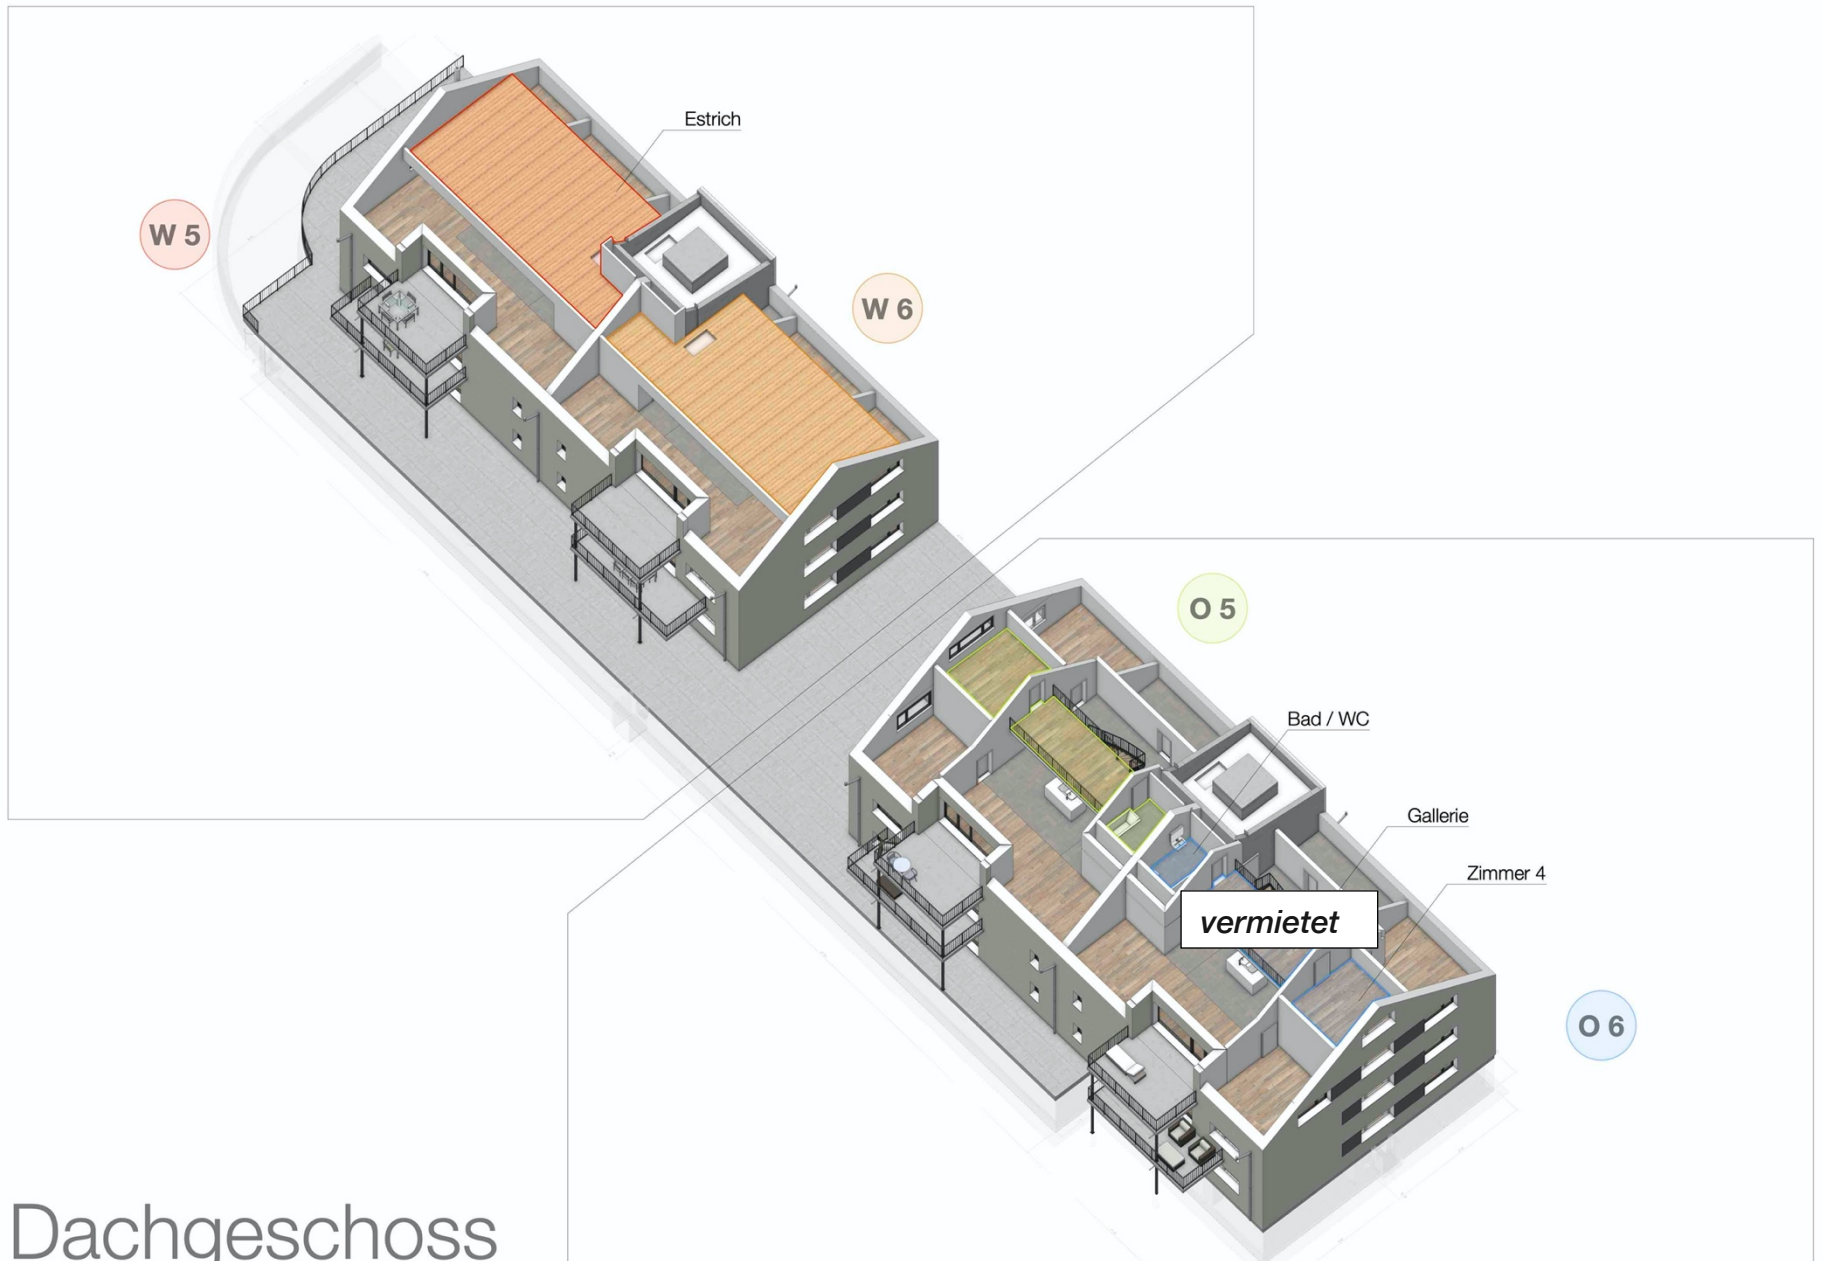 Estrich
W 5
W 6
O 5
Bad / WC
Gallerie
Zimmer 4
vermietet
O 6
Dachgeschoss